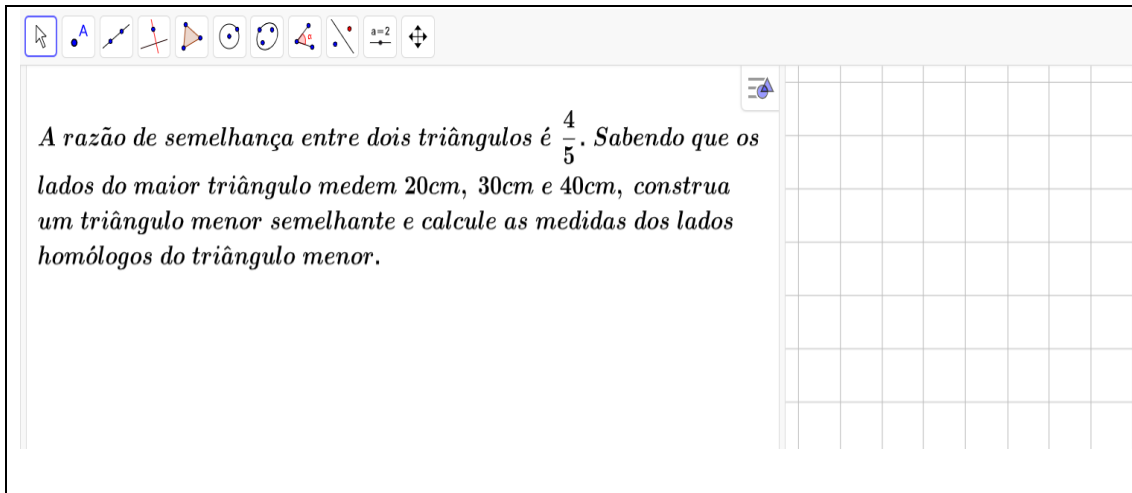 A
α
a=2
A razão de semelhança entre dois triângulos é 4/5. Sabendo que os
lados do maior triângulo medem 20cm, 30cm e 40cm, construa
um triângulo menor semelhante e calcule as medidas dos lados
homólogos do triângulo menor.